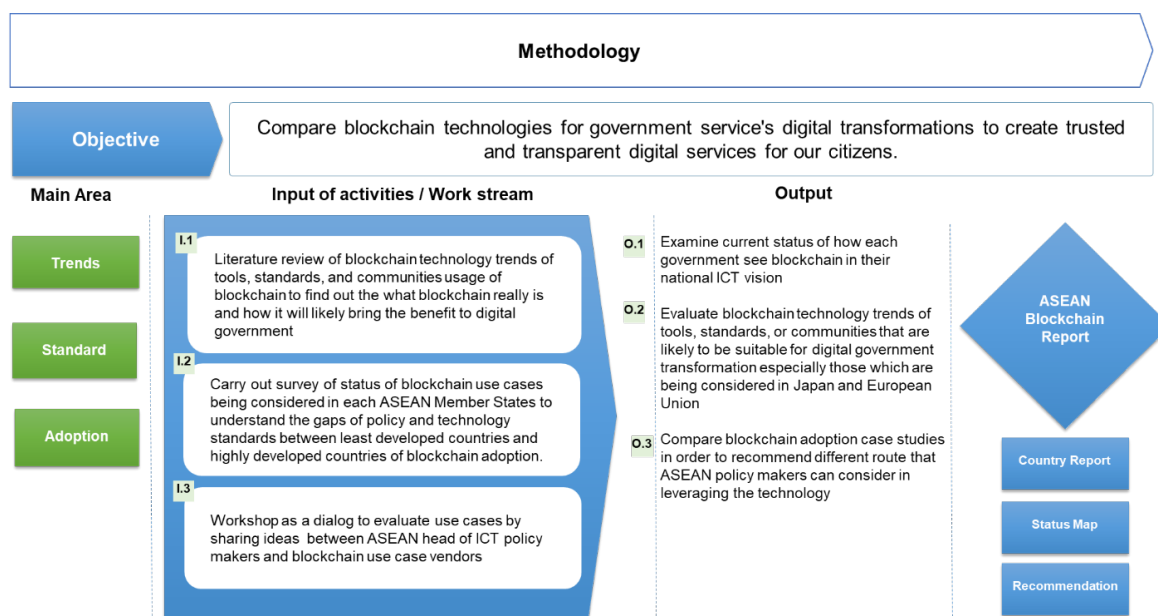 Methodology
Objective
Compare blockchain technologies for government service's digital transformations to create trusted
and transparent digital services for our citizens.
Main Area
Input of activities / Work stream
Output
Trends
Standard
Adoption
I.1
Literature review of blockchain technology trends of
tools, standards, and communities usage of
blockchain to find out the what blockchain really is
and how it will likely bring the benefit to digital
government
I.2
Carry out survey of status of blockchain use cases
being considered in each ASEAN Member States to
understand the gaps of policy and technology
standards between least developed countries and
highly developed countries of blockchain adoption.
I.3
Workshop as a dialog to evaluate use cases by
sharing ideas between ASEAN head of ICT policy
makers and blockchain use case vendors
O.1
Examine current status of how each
government see blockchain in their
national ICT vision
O.2
Evaluate blockchain technology trends of
tools, standards, or communities that are
likely to be suitable for digital government
transformation especially those which are
being considered in Japan and European
Union
O.3
Compare blockchain adoption case studies
in order to recommend different route that
ASEAN policy makers can consider in
leveraging the technology
ASEAN
Blockchain
Report
Country Report
Status Map
Recommendation